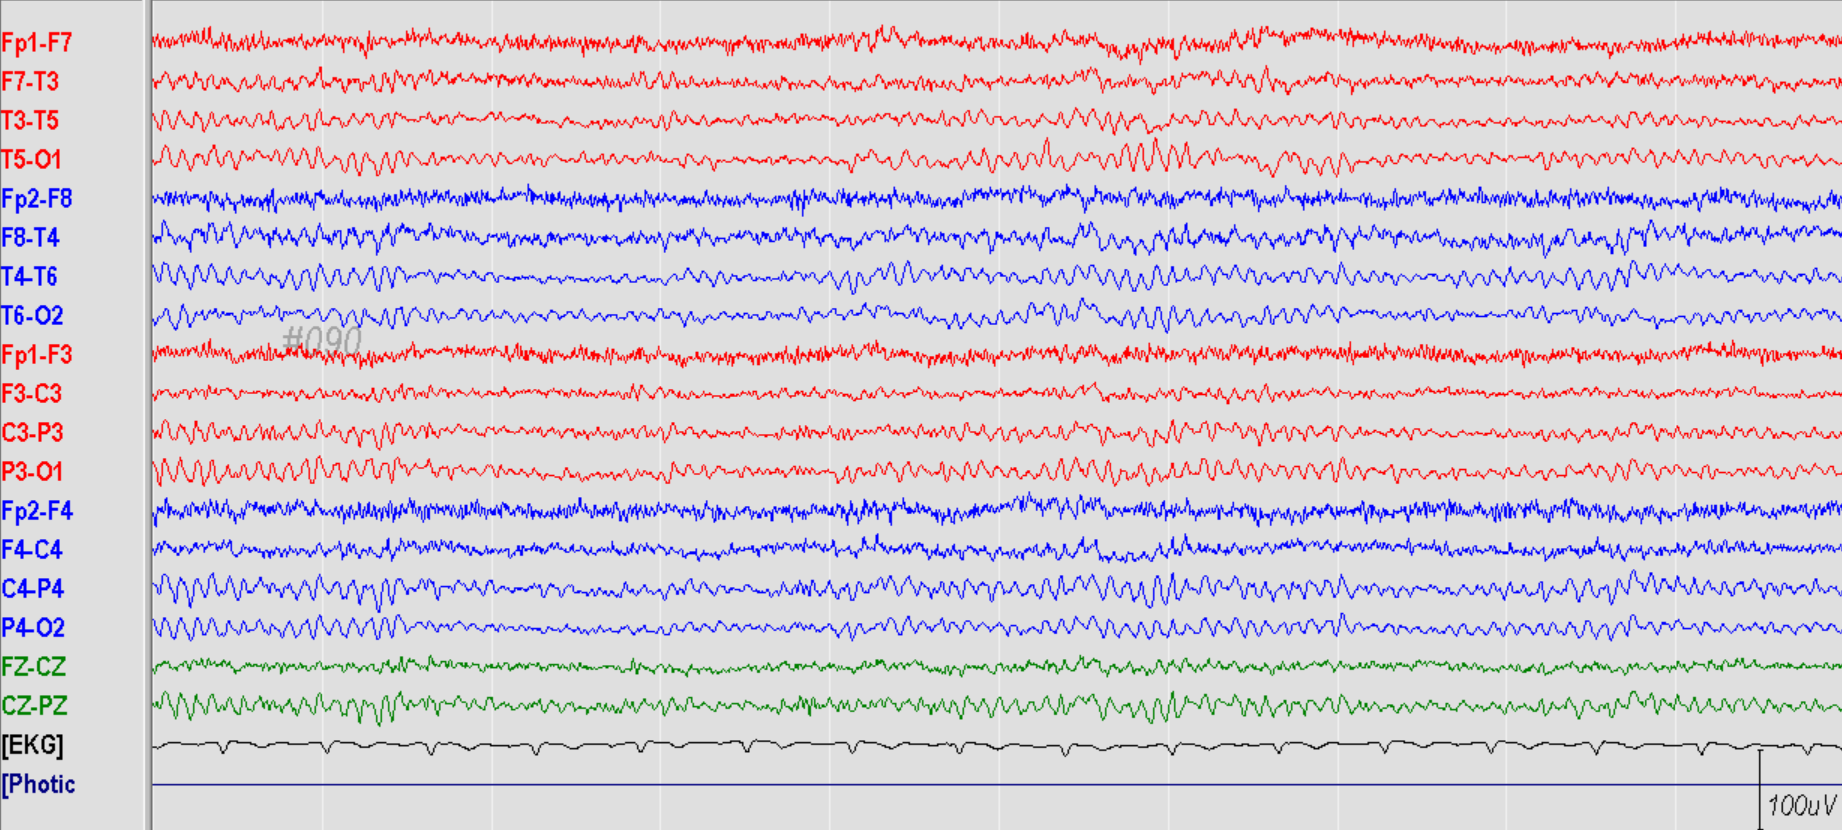 Fp1-F7
F7-T3
T3-T5
T5-O1
Fp2-F8
F8-T4
T4-T6
T6-O2
#090
Fp1-F3
F3-C3
C3-P3
P3-O1
Fp2-F4
F4-C4
C4-P4
P4-O2
FZ-CZ
CZ-PZ
[EKG]
[Photic
100uV